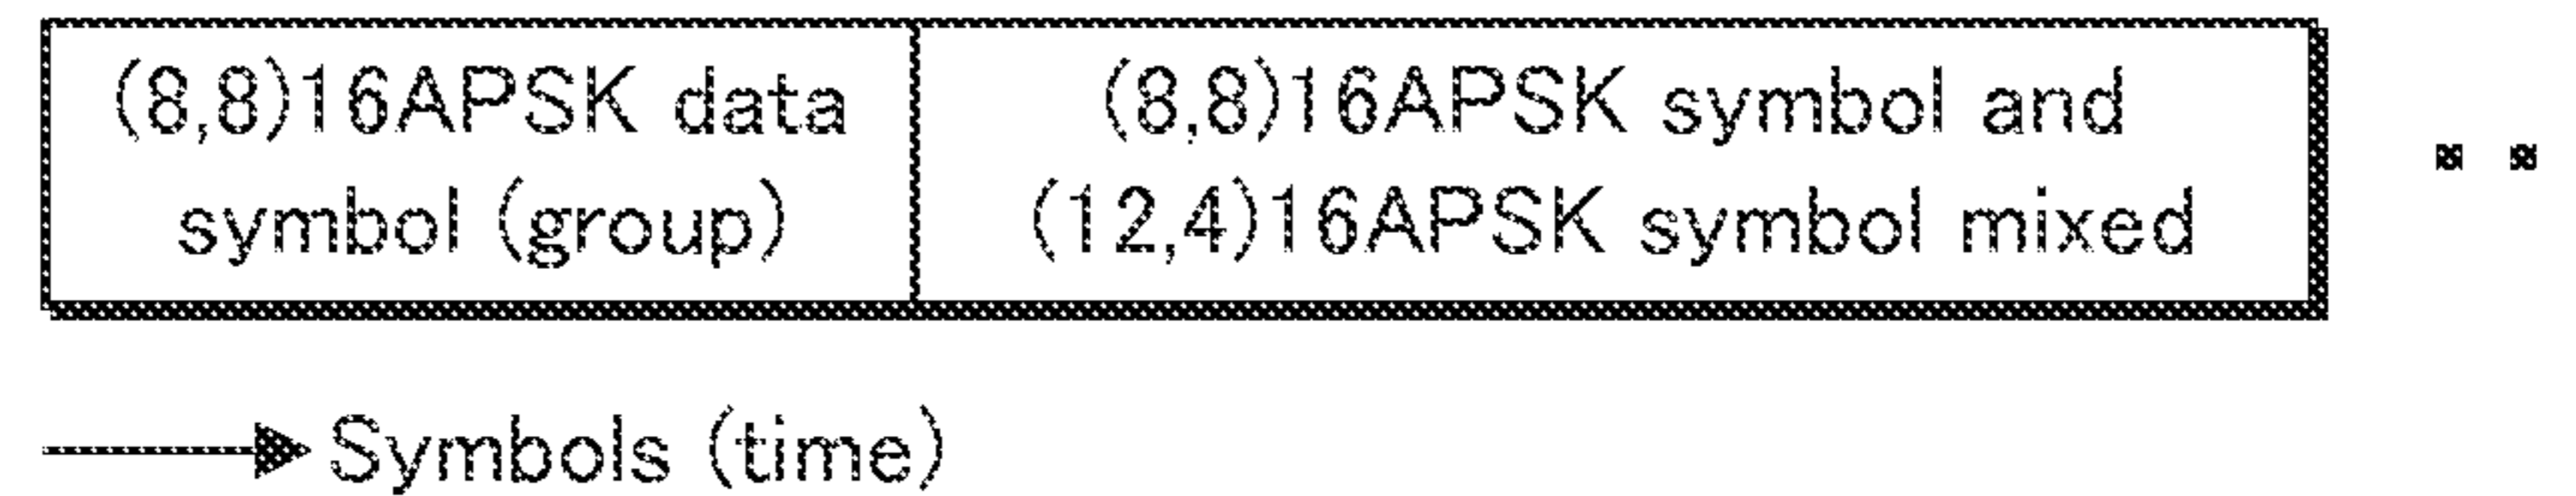 (8,8)16APSK data
symbol (group)
(8,8)16APSK symbol and
(12,4)16APSK symbol mixed
Symbols (time)